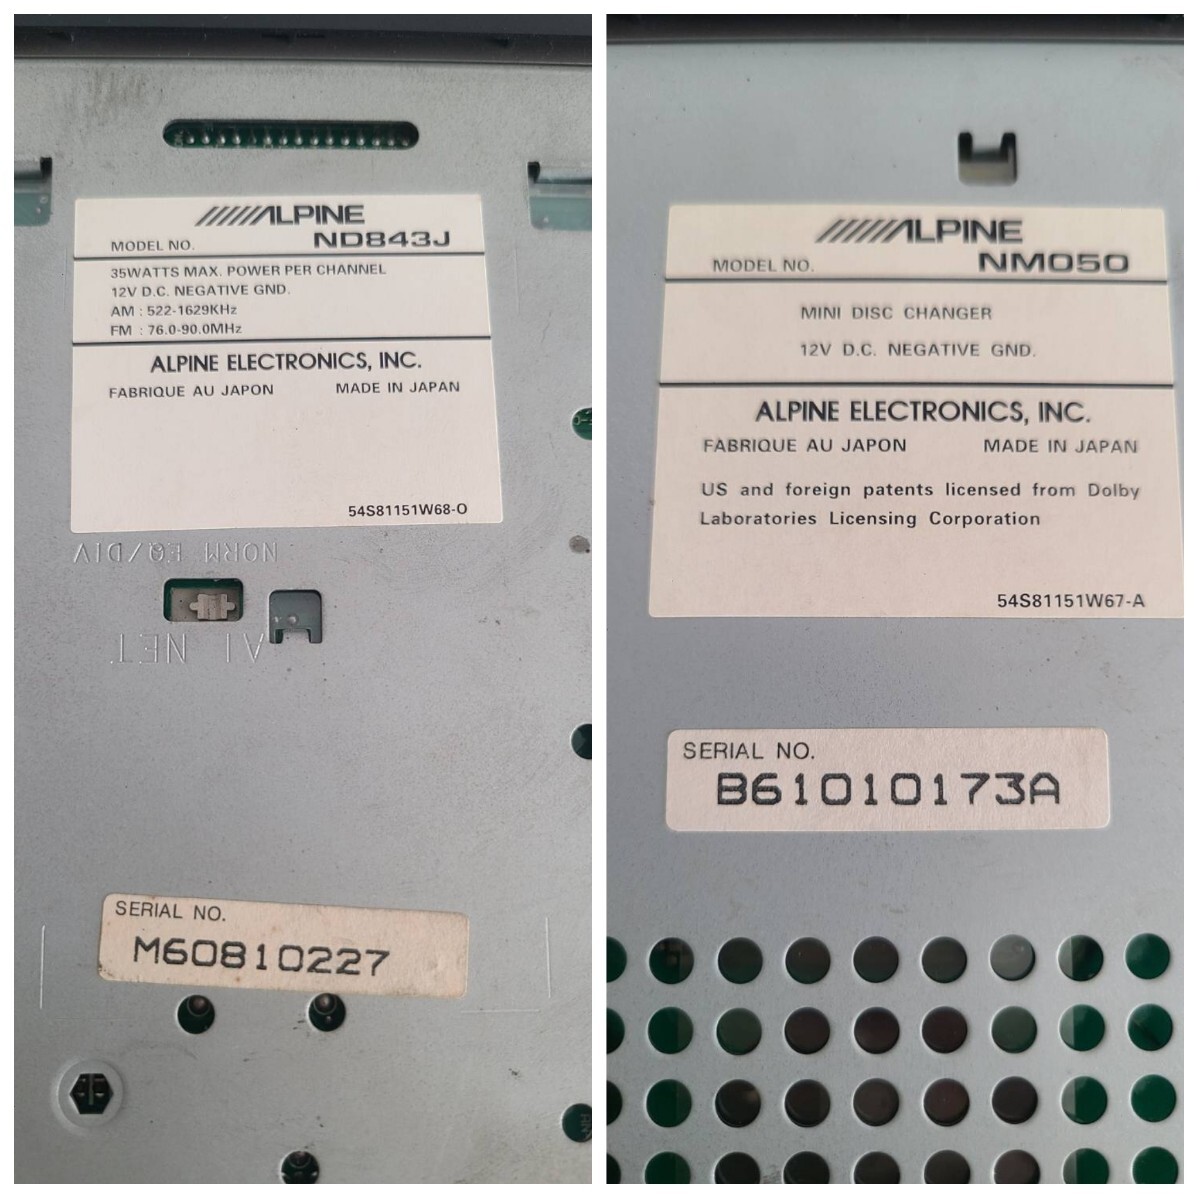 ALPINE
MODEL NO. ND843J
35WATTS MAX. POWER PER CHANNEL
12V D.C. NEGATIVE GND.
AM : 522-1629KHz
FM : 76.0-90.0MHz
ALPINE ELECTRONICS, INC.
FABRIQUE AU JAPON MADE IN JAPAN
54S81151W68-O
NORM EQ/DIV
AI NET
SERIAL NO.
M60810227
ALPINE
MODEL NO. NM050
MINI DISC CHANGER
12V D.C. NEGATIVE GND.
ALPINE ELECTRONICS, INC.
FABRIQUE AU JAPON MADE IN JAPAN
US and foreign patents licensed from Dolby
Laboratories Licensing Corporation
54S81151W67-A
SERIAL NO.
B61010173A